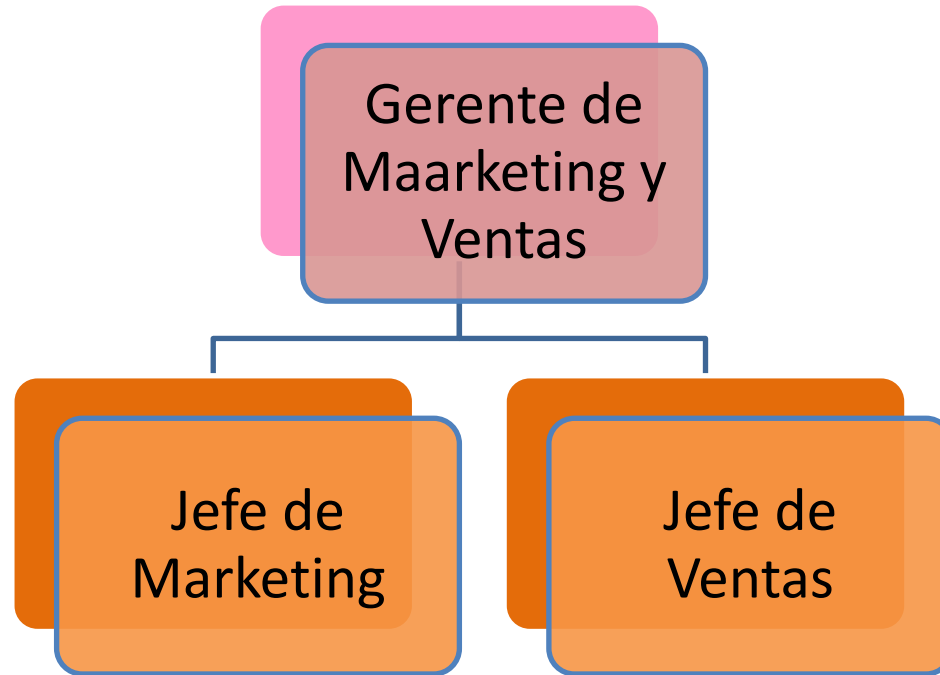 Gerente de
Maarketing y
Ventas
Jefe de
Marketing
Jefe de
Ventas